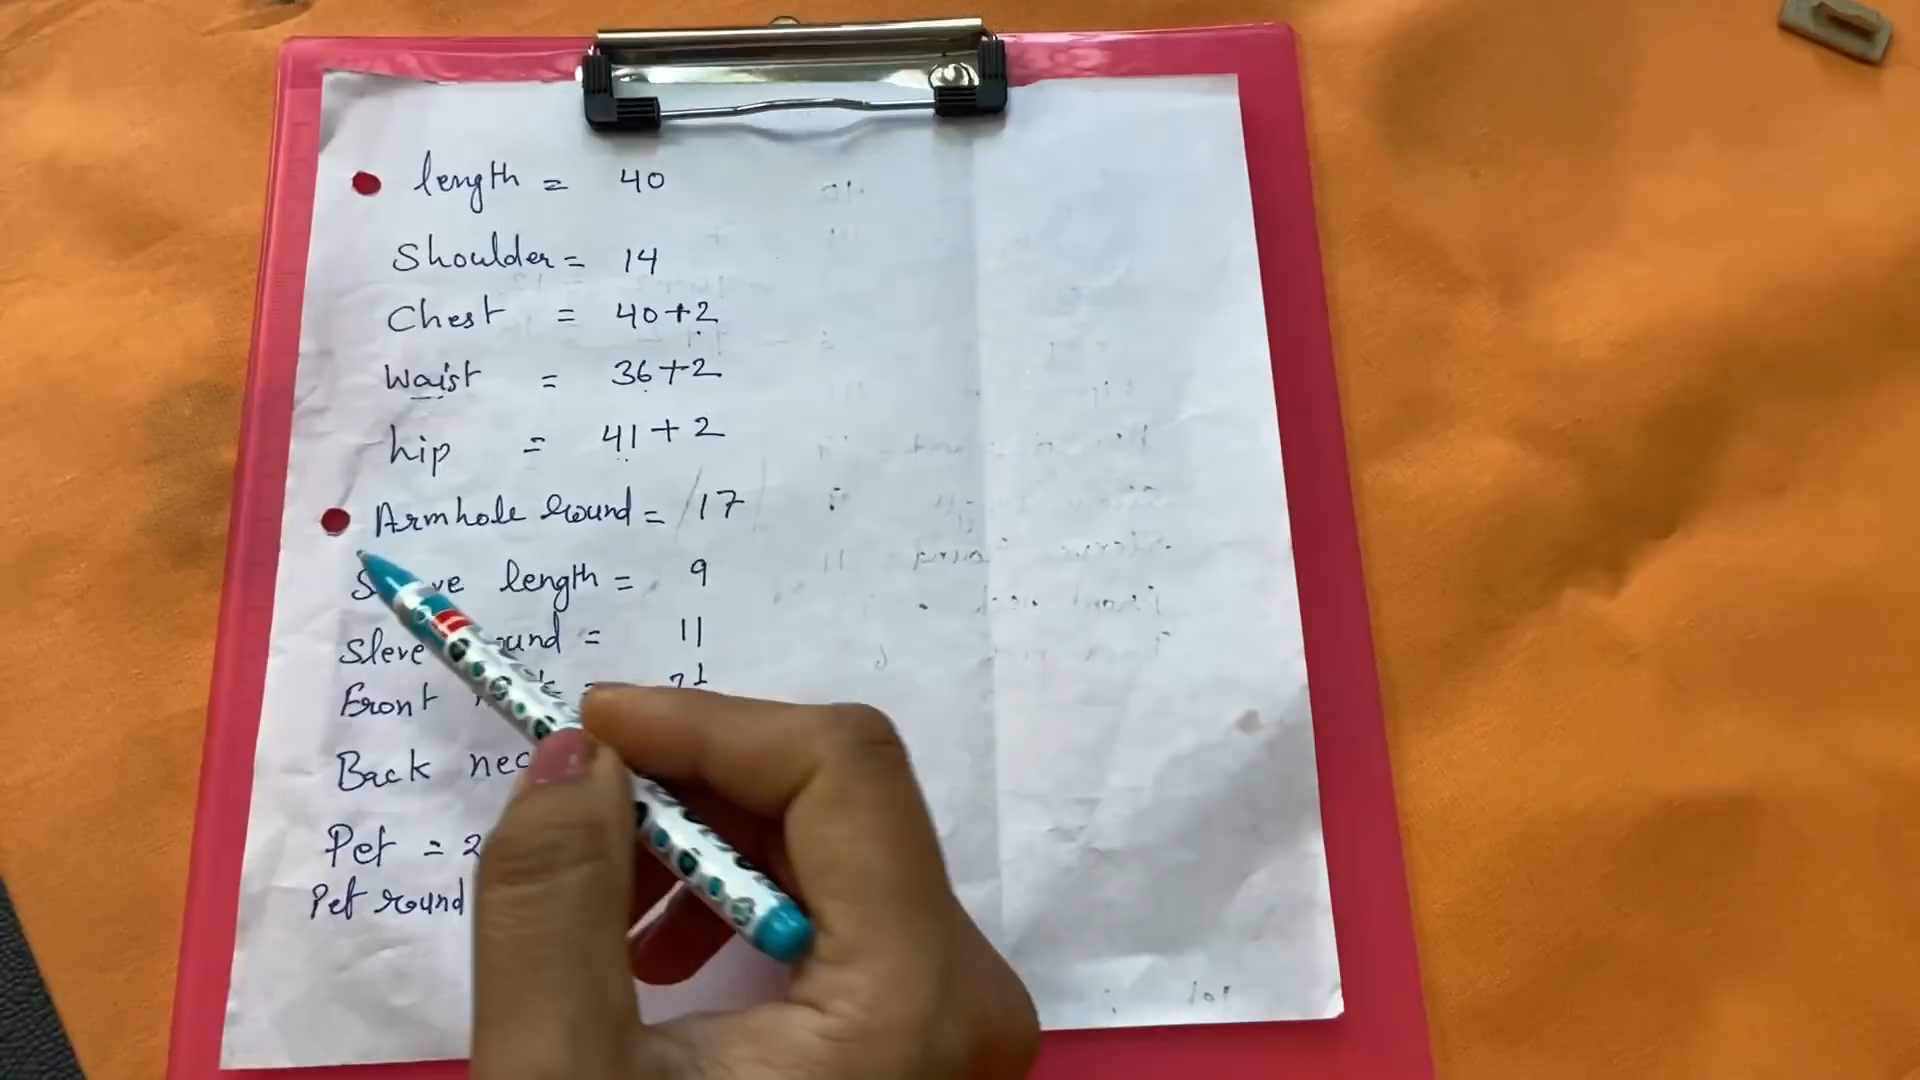 length = 40
Shoulder = 14
Chest = 40+2
Waist = 36+2
hip = 41+2
Armhole round = 17
length = 9
Sleve = 11
Front
Back
Pet = 2
Pet round